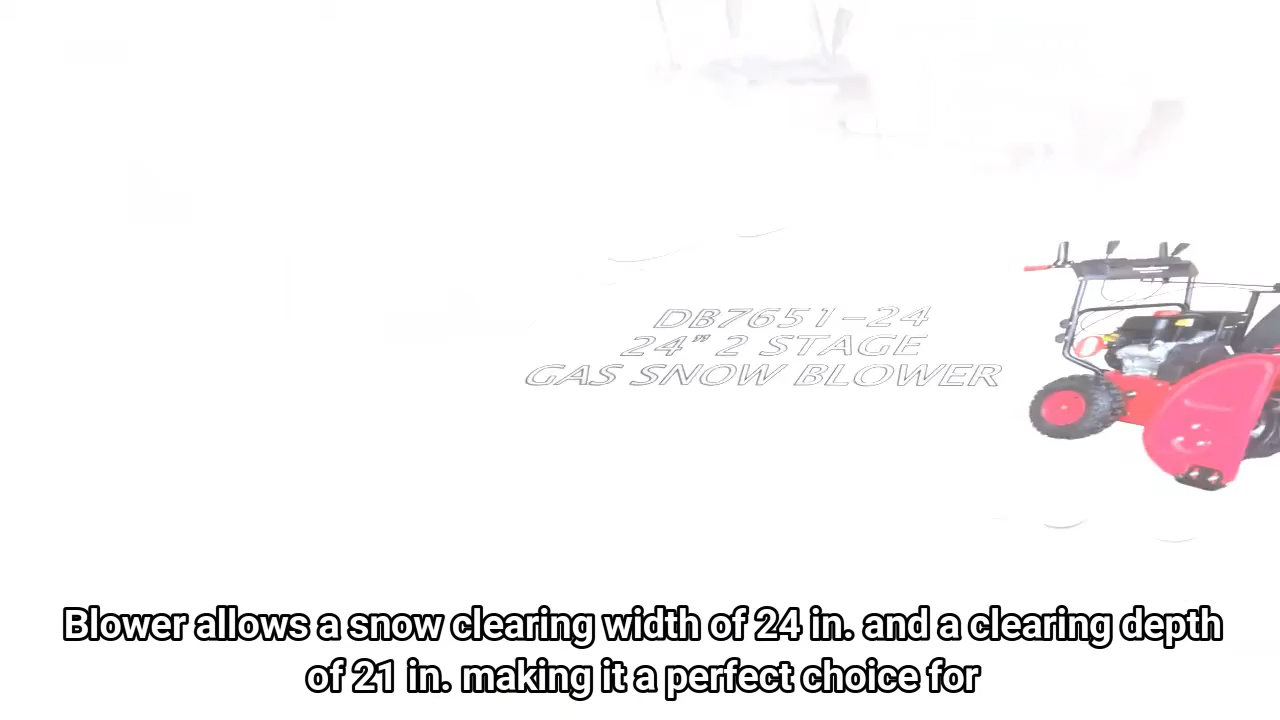 DB7651-24
24" 2 STAGE
GAS SNOW BLOWER
Blower allows a snow clearing width of 24 in. and a clearing depth
of 21 in. making it a perfect choice for